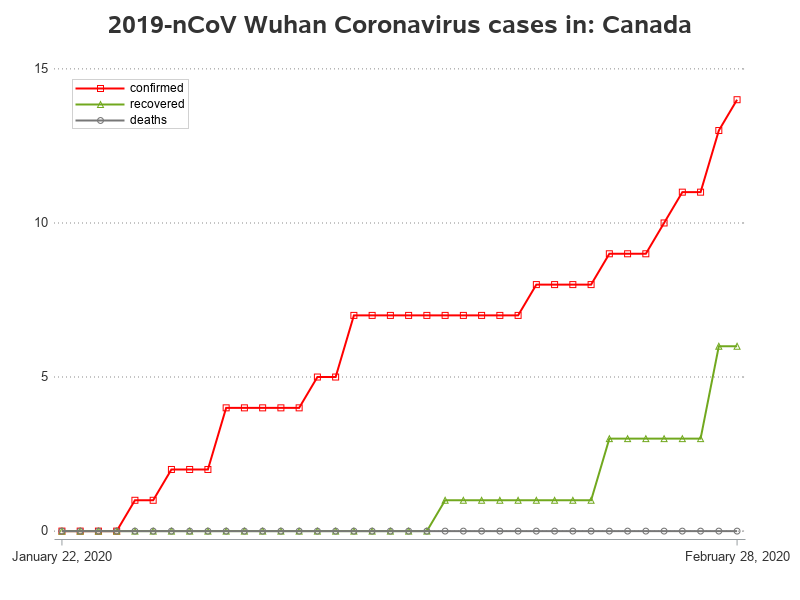 2019-nCoV Wuhan Coronavirus cases in: Canada
15
confirmed
recovered
deaths
10
5
0
January 22, 2020
February 28, 2020